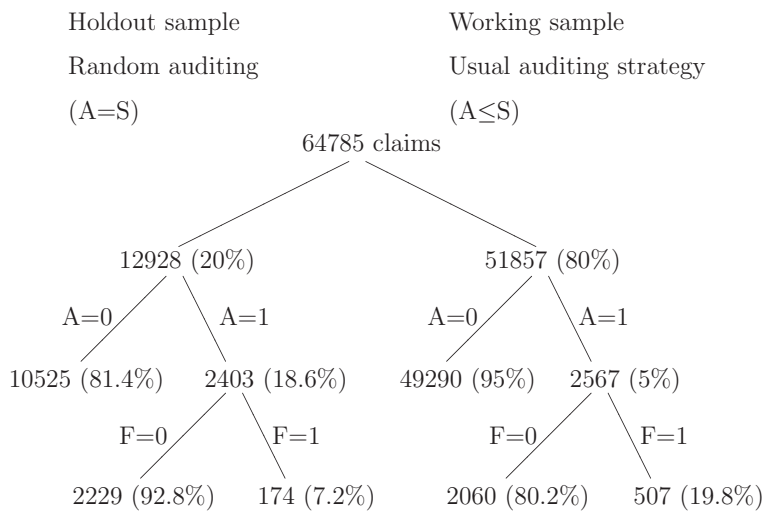 Holdout sample
Working sample
Random auditing
Usual auditing strategy
(A=S)
(A≤S)
64785 claims
12928 (20%)
51857 (80%)
A=0
A=1
A=0
A=1
10525 (81.4%)
2403 (18.6%)
49290 (95%)
2567 (5%)
F=0
F=1
F=0
F=1
2229 (92.8%)
174 (7.2%)
2060 (80.2%)
507 (19.8%)